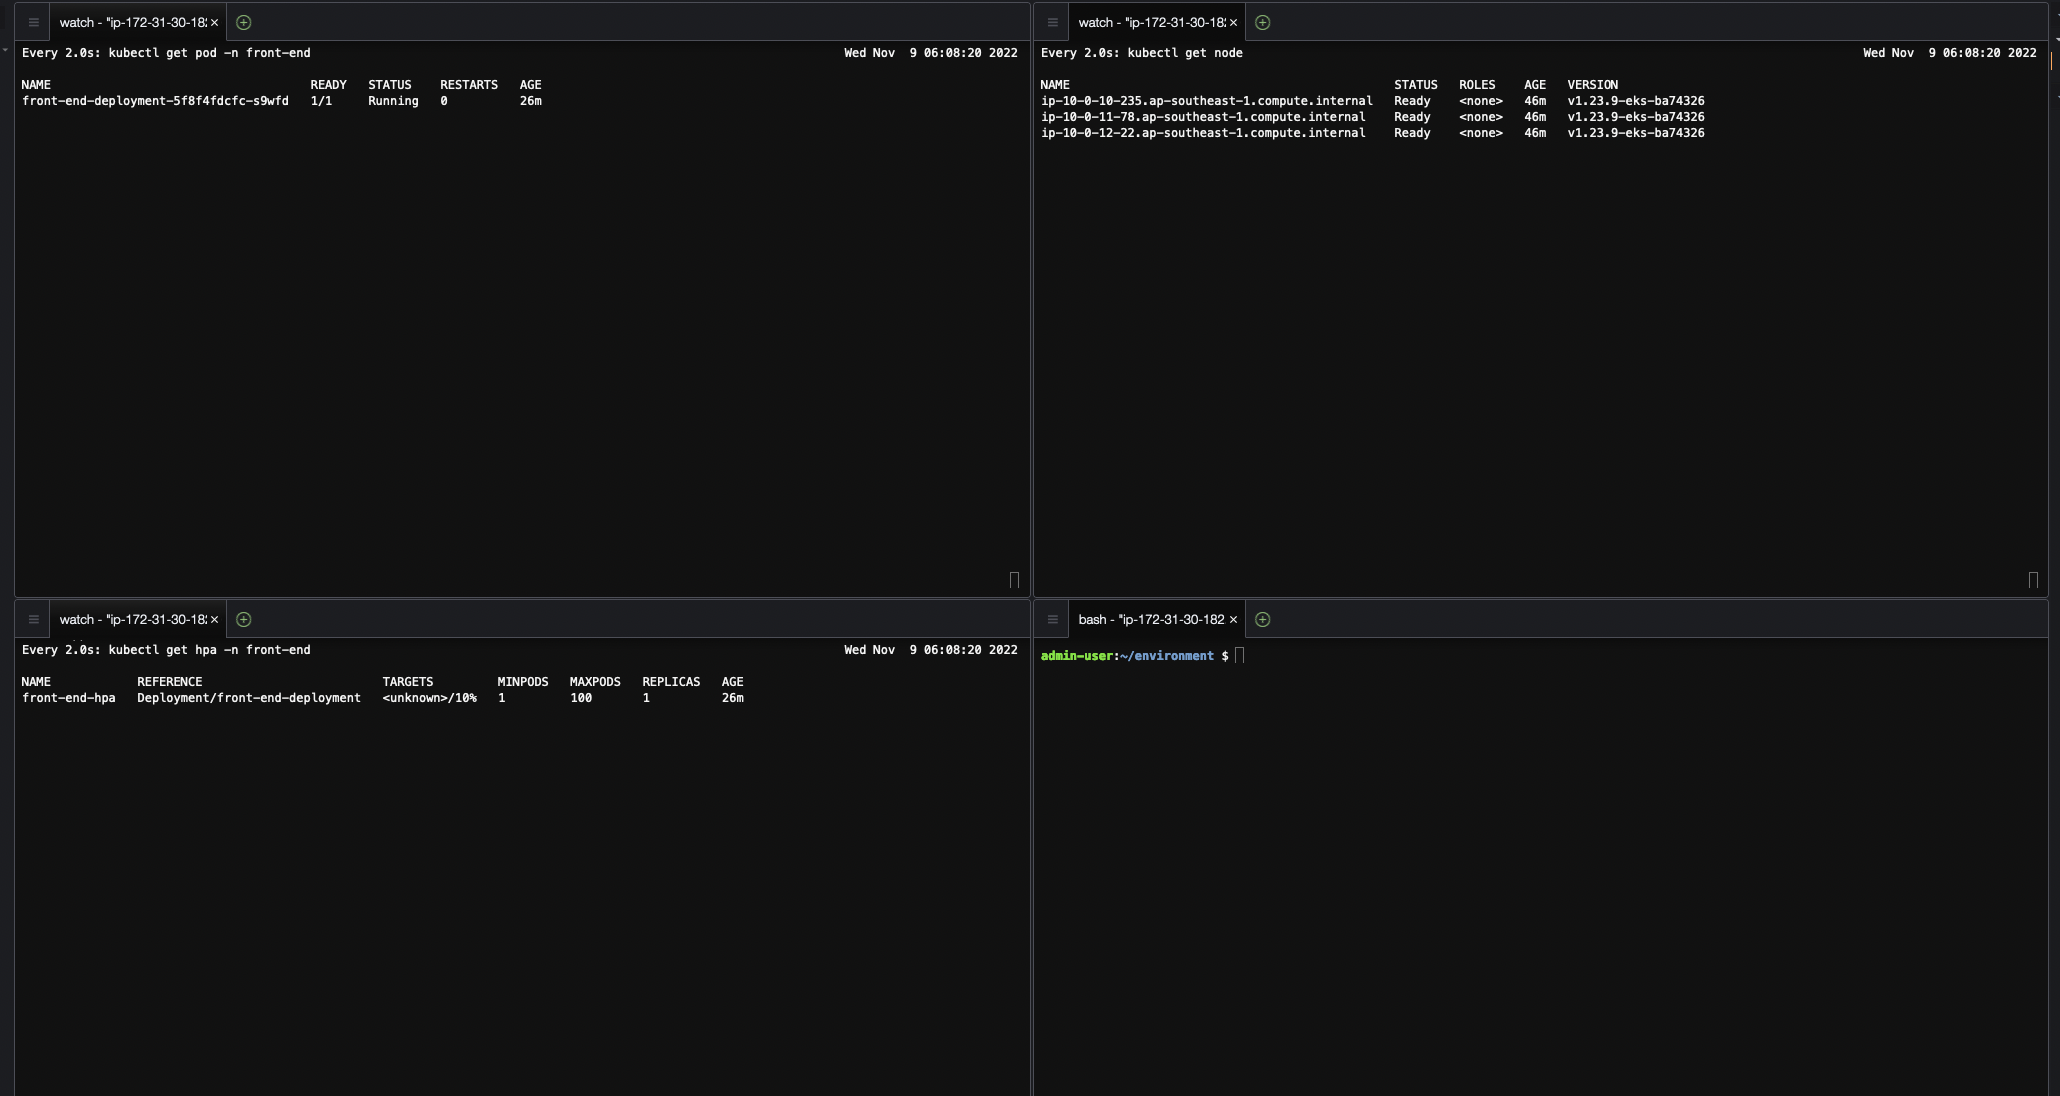 watch - "ip-172-31-30-18 ×
Every 2.0s: kubectl get pod -n front-end Wed Nov  9 06:08:20 2022
NAME READY STATUS RESTARTS AGE
front-end-deployment-5f8f4fdcfc-s9wfd 1/1 Running 0 26m
watch - "ip-172-31-30-18 ×
Every 2.0s: kubectl get node Wed Nov  9 06:08:20 2022
NAME STATUS ROLES AGE VERSION
ip-10-0-10-235.ap-southeast-1.compute.internal Ready <none> 46m v1.23.9-eks-ba74326
ip-10-0-11-78.ap-southeast-1.compute.internal Ready <none> 46m v1.23.9-eks-ba74326
ip-10-0-12-22.ap-southeast-1.compute.internal Ready <none> 46m v1.23.9-eks-ba74326
watch - "ip-172-31-30-18 ×
Every 2.0s: kubectl get hpa -n front-end Wed Nov  9 06:08:20 2022
NAME REFERENCE TARGETS MINPODS MAXPODS REPLICAS AGE
front-end-hpa Deployment/front-end-deployment <unknown>/10% 1 100 1 26m
bash - "ip-172-31-30-182 ×
admin-user:~/environment $